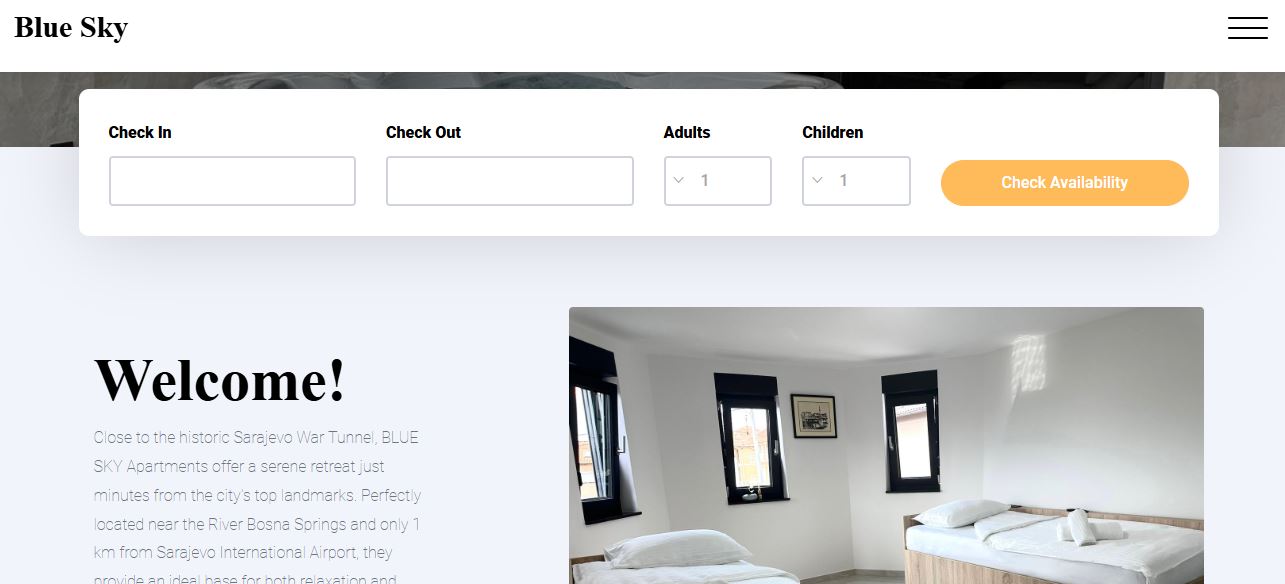 Blue Sky
Check In
Check Out
Adults
Children
1
1
Check Availability
Welcome!
Close to the historic Sarajevo War Tunnel, BLUE
SKY Apartments offer a serene retreat just
minutes from the city's top landmarks. Perfectly
located near the River Bosna Springs and only 1
km from Sarajevo International Airport, they
provide an ideal base for both relaxation and